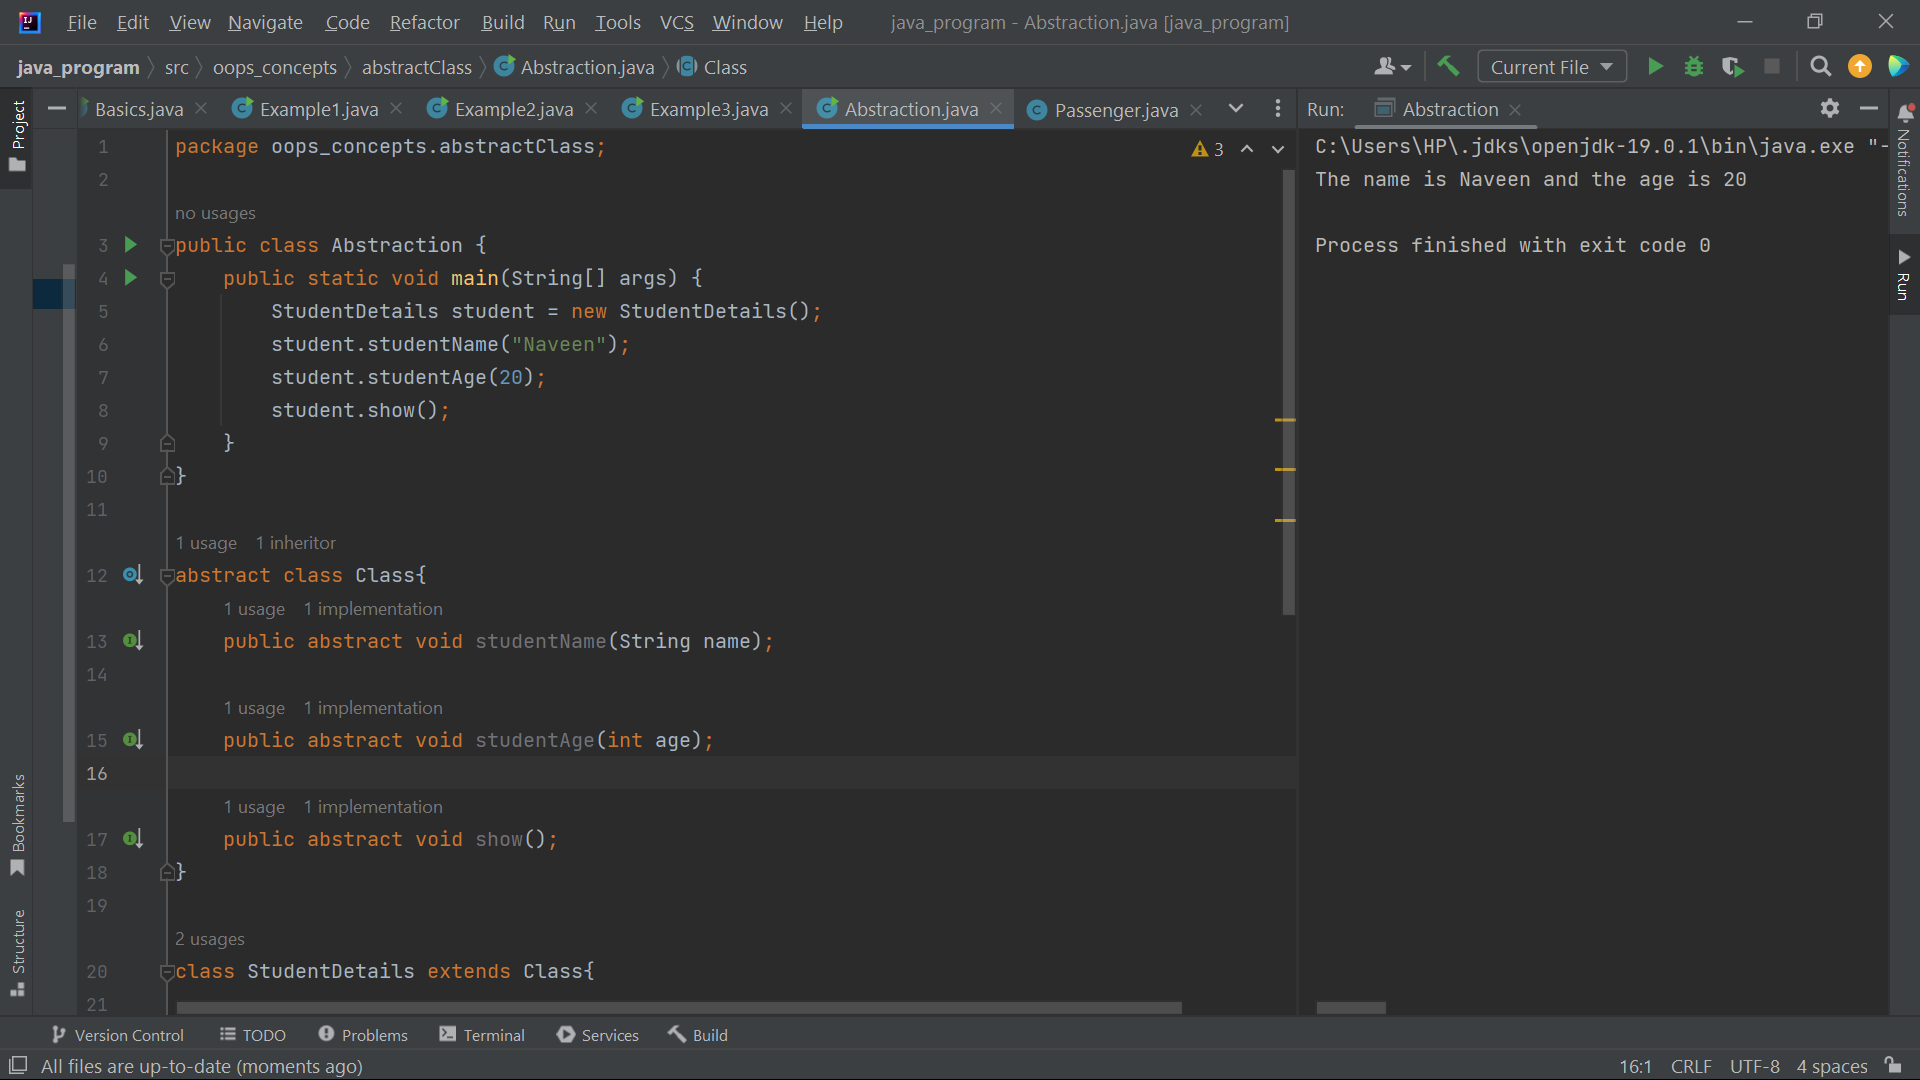 File Edit View Navigate Code Refactor Build Run Tools VCS Window Help java_program - Abstraction.java [java_program]
java_program src oops_concepts abstractClass Abstraction.java Class Current File
Project
Basics.java Example1.java Example2.java Example3.java Abstraction.java Passenger.java
Run: Abstraction
Notifications
Run
Bookmarks
Structure
1 package oops_concepts.abstractClass;
3
2
no usages
3 public class Abstraction {
4 public static void main(String[] args) {
5 StudentDetails student = new StudentDetails();
6 student.studentName("Naveen");
7 student.studentAge(20);
8 student.show();
9 }
10 }
11
1 usage 1 inheritor
12 abstract class Class{
1 usage 1 implementation
13 public abstract void studentName(String name);
14
1 usage 1 implementation
15 public abstract void studentAge(int age);
16
1 usage 1 implementation
17 public abstract void show();
18 }
19
2 usages
20 class StudentDetails extends Class{
21
C:\Users\HP\.jdks\openjdk-19.0.1\bin\java.exe "-
The name is Naveen and the age is 20
Process finished with exit code 0
Version Control TODO Problems Terminal Services Build
All files are up-to-date (moments ago) 16:1 CRLF UTF-8 4 spaces